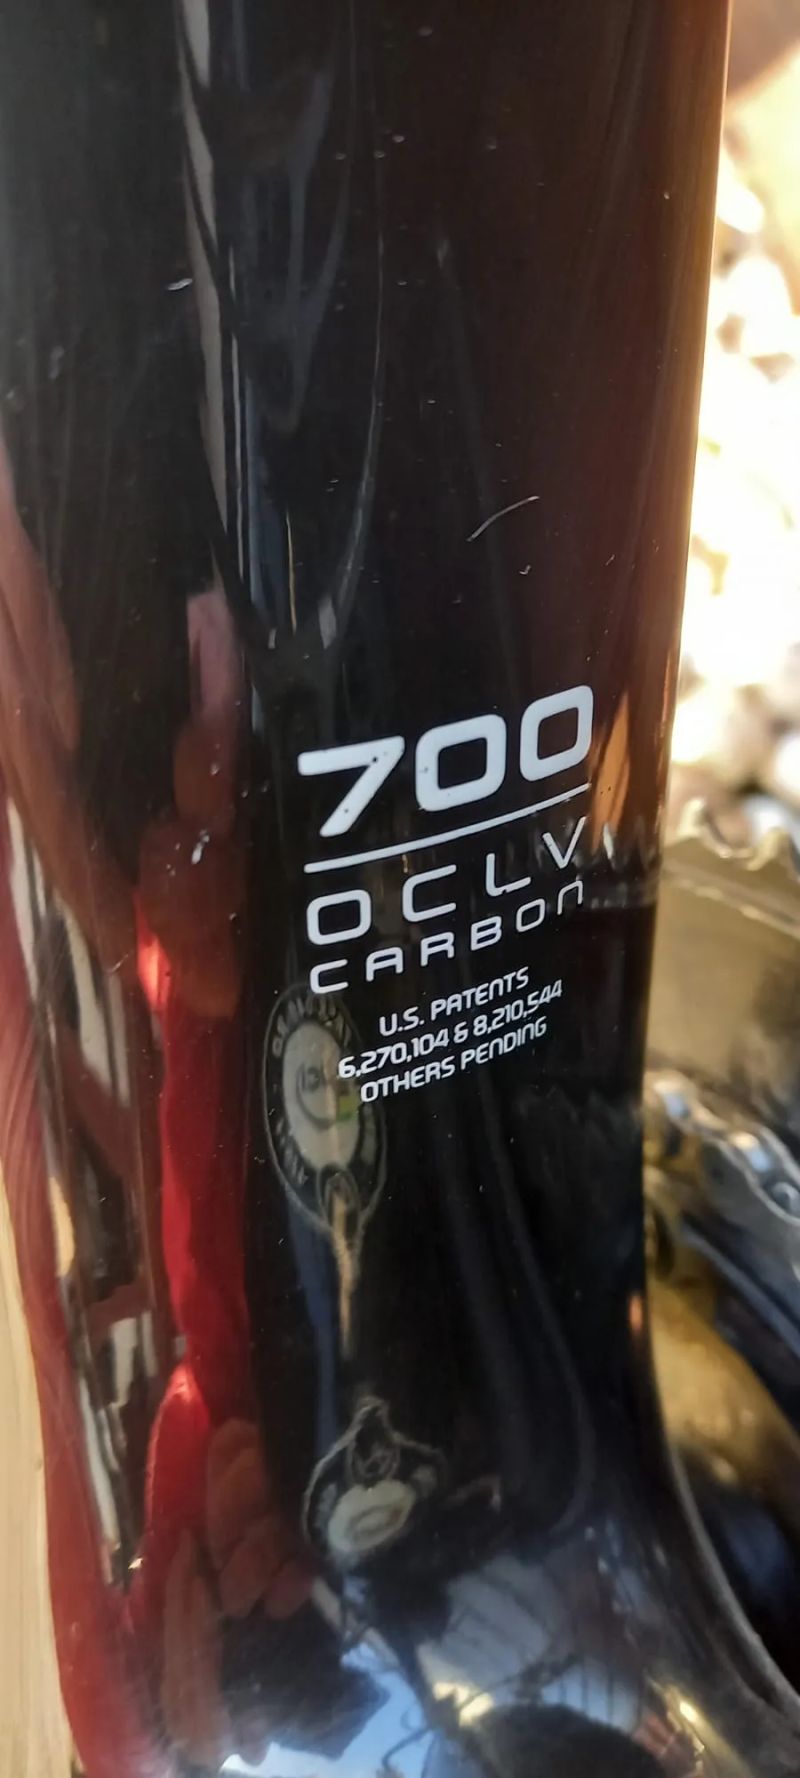 700
OCLV
CARBON
U.S. PATENTS
6,270,104 & 8,210,544
OTHERS PENDING